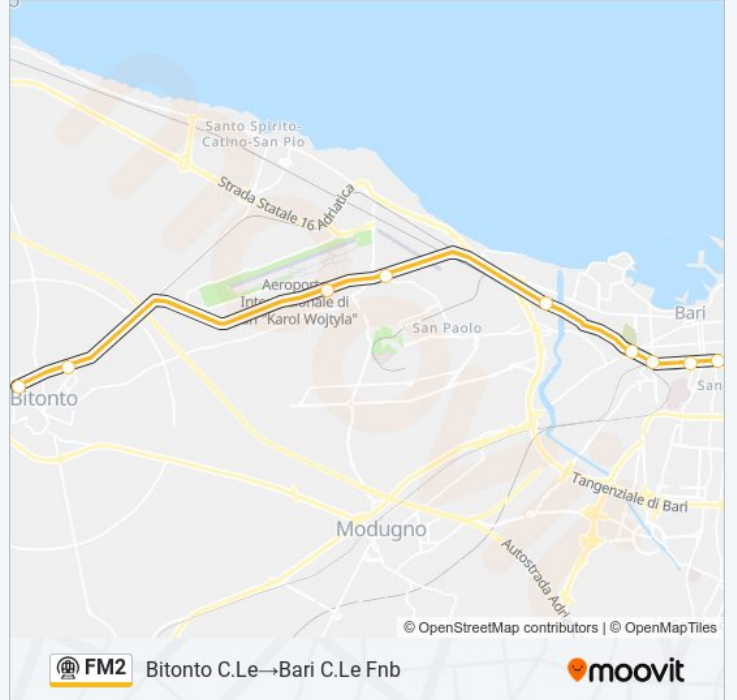 Santo Spirito-
Catino-San Pio
Strada Statale 16 Adriatica
Aeroporto
Internazionale di
"Karol Wojtyla"
San Paolo
Bari
San
Bitonto
Tangenziale di Bari
Modugno
Autostrada Adri
© OpenStreetMap contributors | © OpenMapTiles
FM2 Bitonto C.Le→Bari C.Le Fnb
moovit